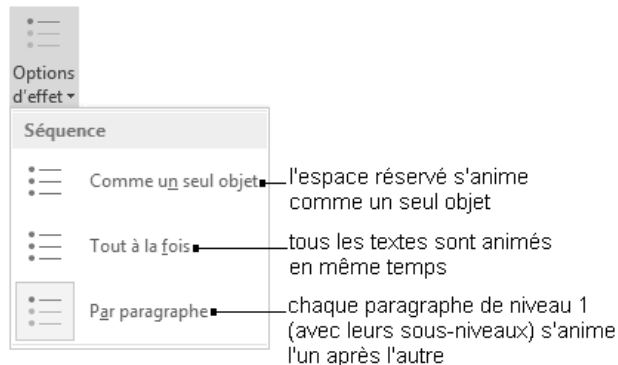 Options
d'effet
Séquence
Comme un seul objet
l'espace réservé s'anime
comme un seul objet
Tout à la fois
tous les textes sont animés
en même temps
Par paragraphe
chaque paragraphe de niveau 1
(avec leurs sous-niveaux) s'anime
l'un après l'autre